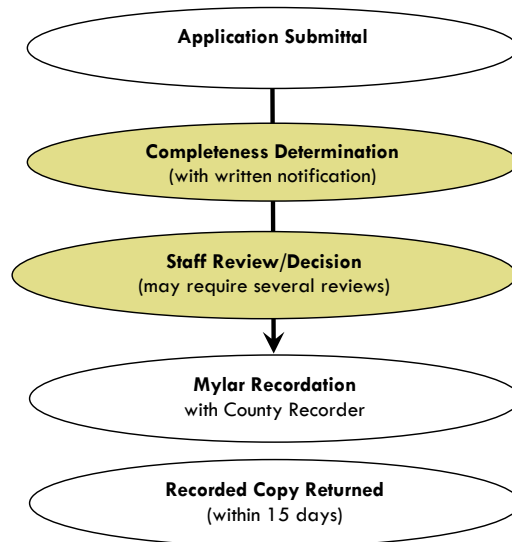 Application Submittal
Completeness Determination
(with written notification)
Staff Review/Decision
(may require several reviews)
Mylar Recordation
with County Recorder
Recorded Copy Returned
(within 15 days)